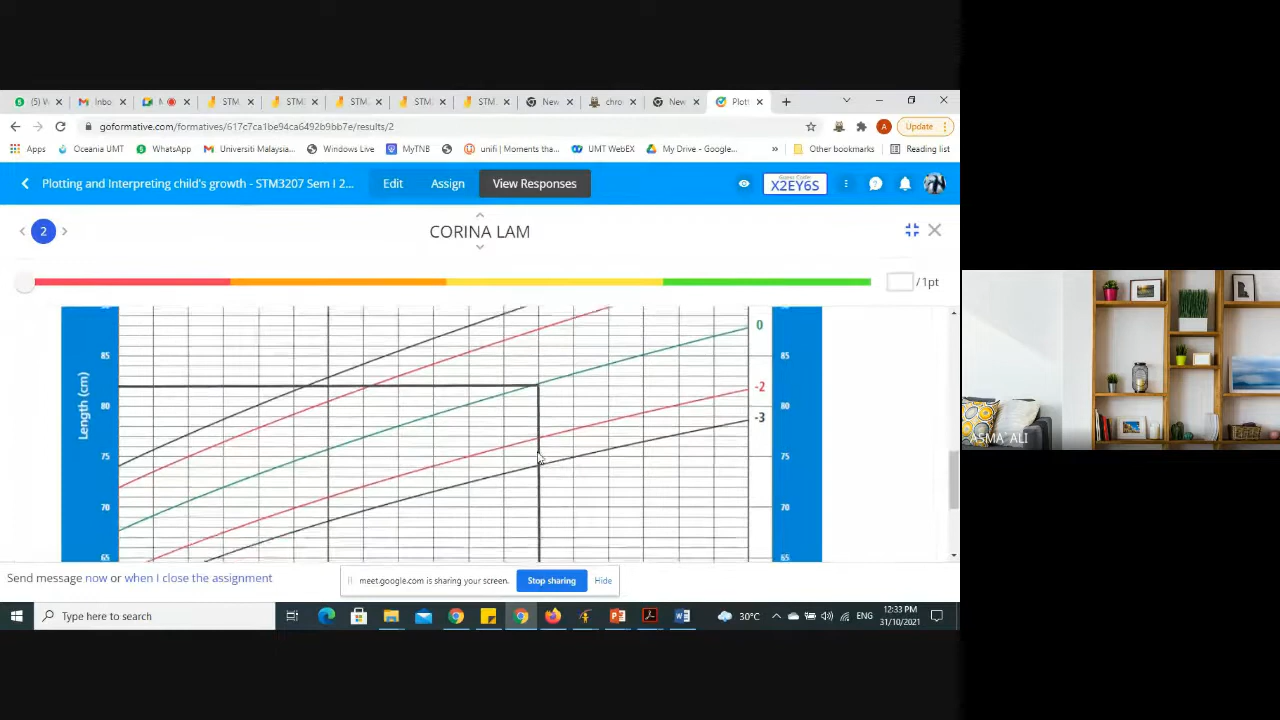 (5) W
Inbo
M
STM.
STM.
STM.
STM.
STM.
New
chro
New
Plott
goformative.com/formatives/617c7ca1be94ca6492b9bb7e/results/2
Update
Apps
Oceania UMT
WhatsApp
Universiti Malaysia...
Windows Live
MyTNB
unifi | Moments tha...
UMT WebEX
My Drive - Google...
»
Other bookmarks
Reading list
Plotting and Interpreting child's growth - STM3207 Sem I 2...
Edit
Assign
View Responses
Guest Code
X2EY6S
2
CORINA LAM
/ 1pt
0
85
85
-2
80
80
-3
75
75
70
70
65
65
Length (cm)
Send message now or when I close the assignment
meet.google.com is sharing your screen.
Stop sharing
Hide
Type here to search
30°C
ENG
12:33 PM
31/10/2021
ASMA' ALI